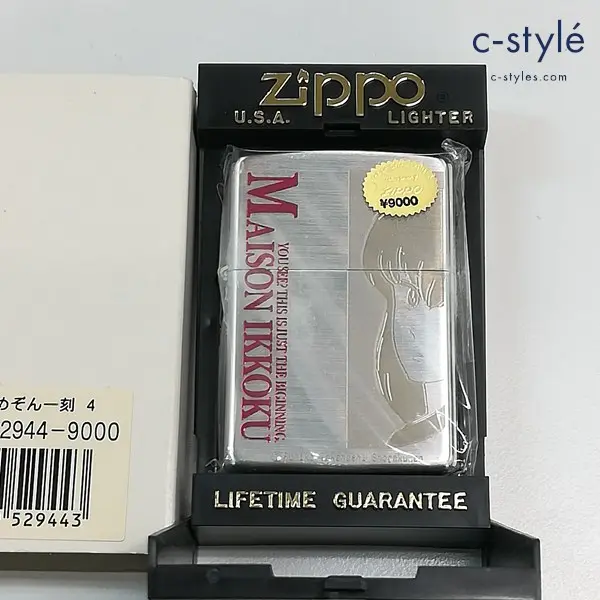 c-stylé
c-styles.com
Zippo
U.S.A. LIGHTER
ZIPPO
¥9000
MAISON IKKOKU
YOU SEE? THIS IS JUST THE BEGINNING.
LIFETIME GUARANTEE
めぞん一刻 4
2944-9000
529443